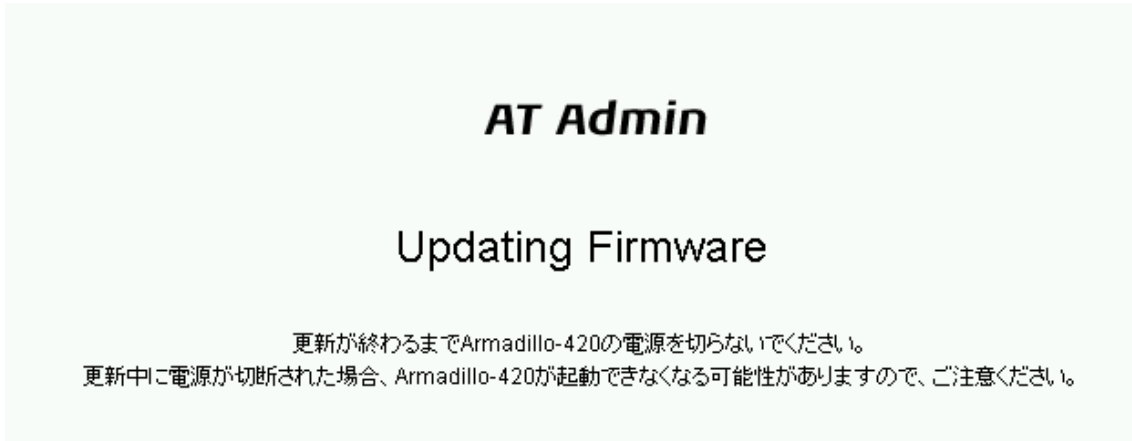 AT Admin
Updating Firmware
更新が終わるまでArmadillo-420の電源を切らないでください。
更新中に電源が切断された場合、Armadillo-420が起動できなくなる可能性がありますので、ご注意ください。